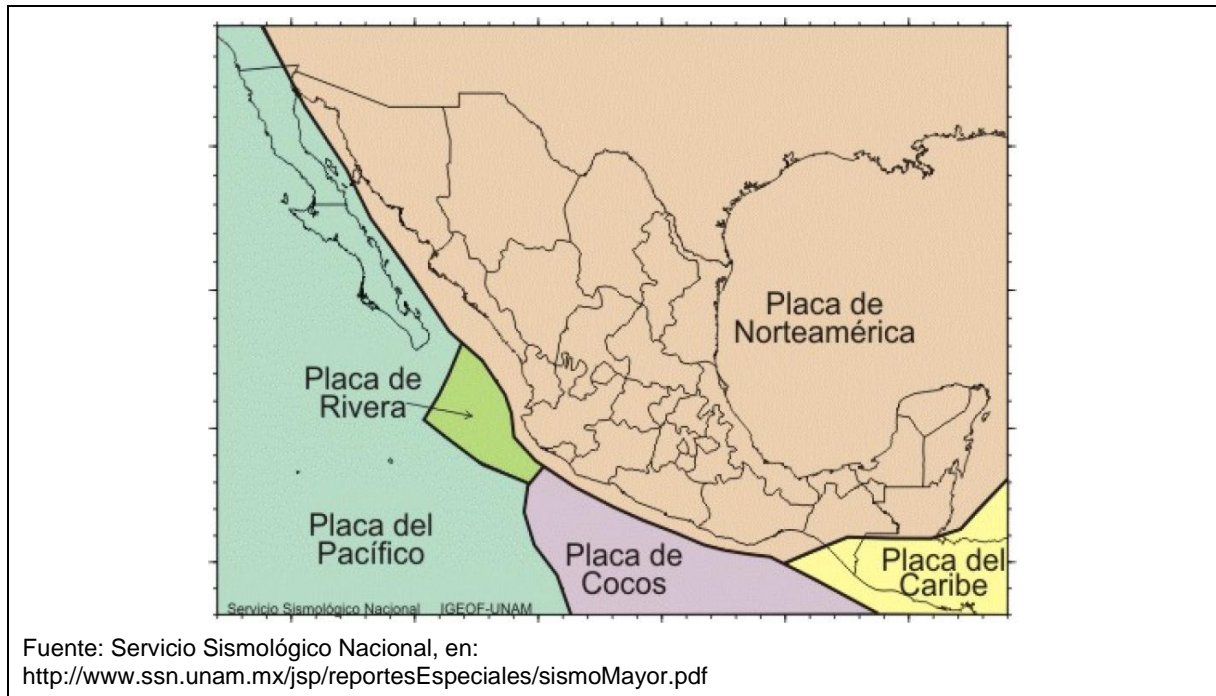 Placa de
Norteamérica
Placa de
Rivera
Placa del
Pacífico
Placa de
Cocos
Placa del
Caribe
Servicio Sismológico Nacional IGEOF-UNAM
Fuente: Servicio Sismológico Nacional, en:
http://www.ssn.unam.mx/jsp/reportesEspeciales/sismoMayor.pdf